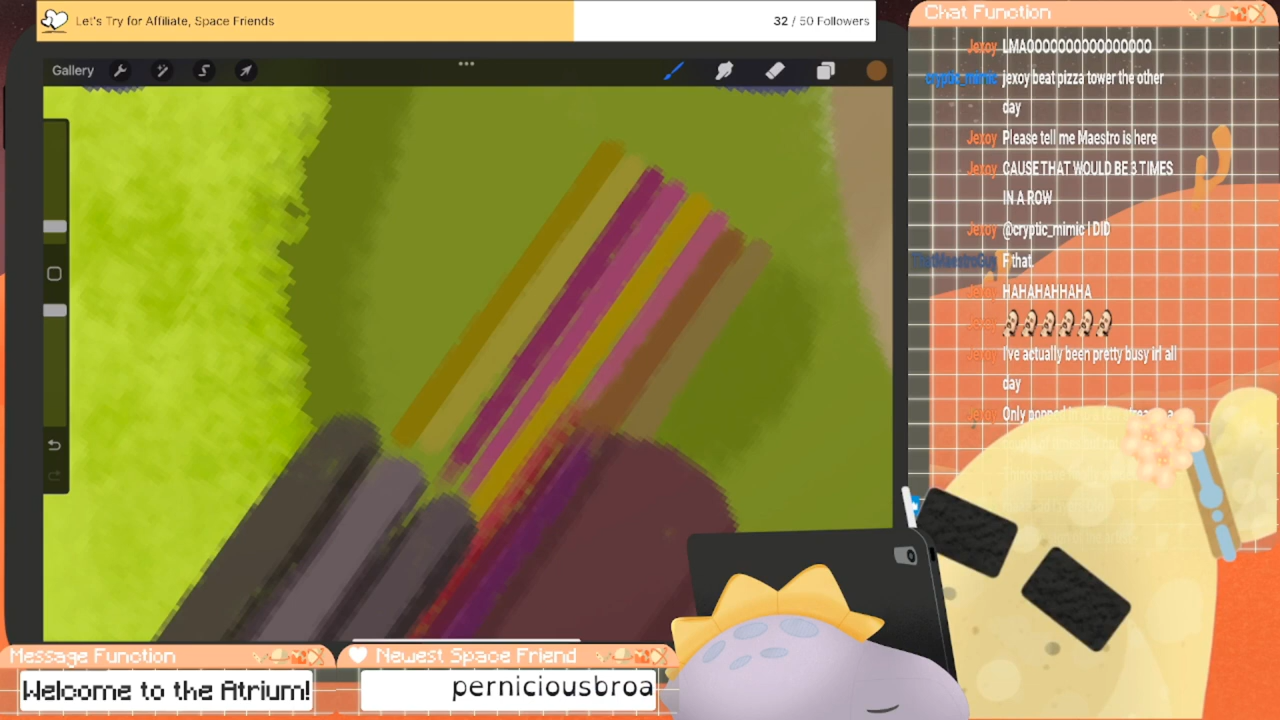 Let's Try for Affiliate, Space Friends
32 / 50 Followers
Gallery
Chat Function
Jexoy LMAOOOOOOOOOOOOOOO
cryptic_mimic jexoy beat pizza tower the other
day
Jexoy Please tell me Maestro is here
Jexoy CAUSE THAT WOULD BE 3 TIMES
IN A ROW
Jexoy @cryptic_mimic I DID
F that.
Jexoy HAHAHAHHAHA
Jexoy
Jexoy I've actually been pretty busy irl all
day
Jexoy Only
Message Function
Welcome to the Atrium!
Newest Space Friend
perniciousbroa